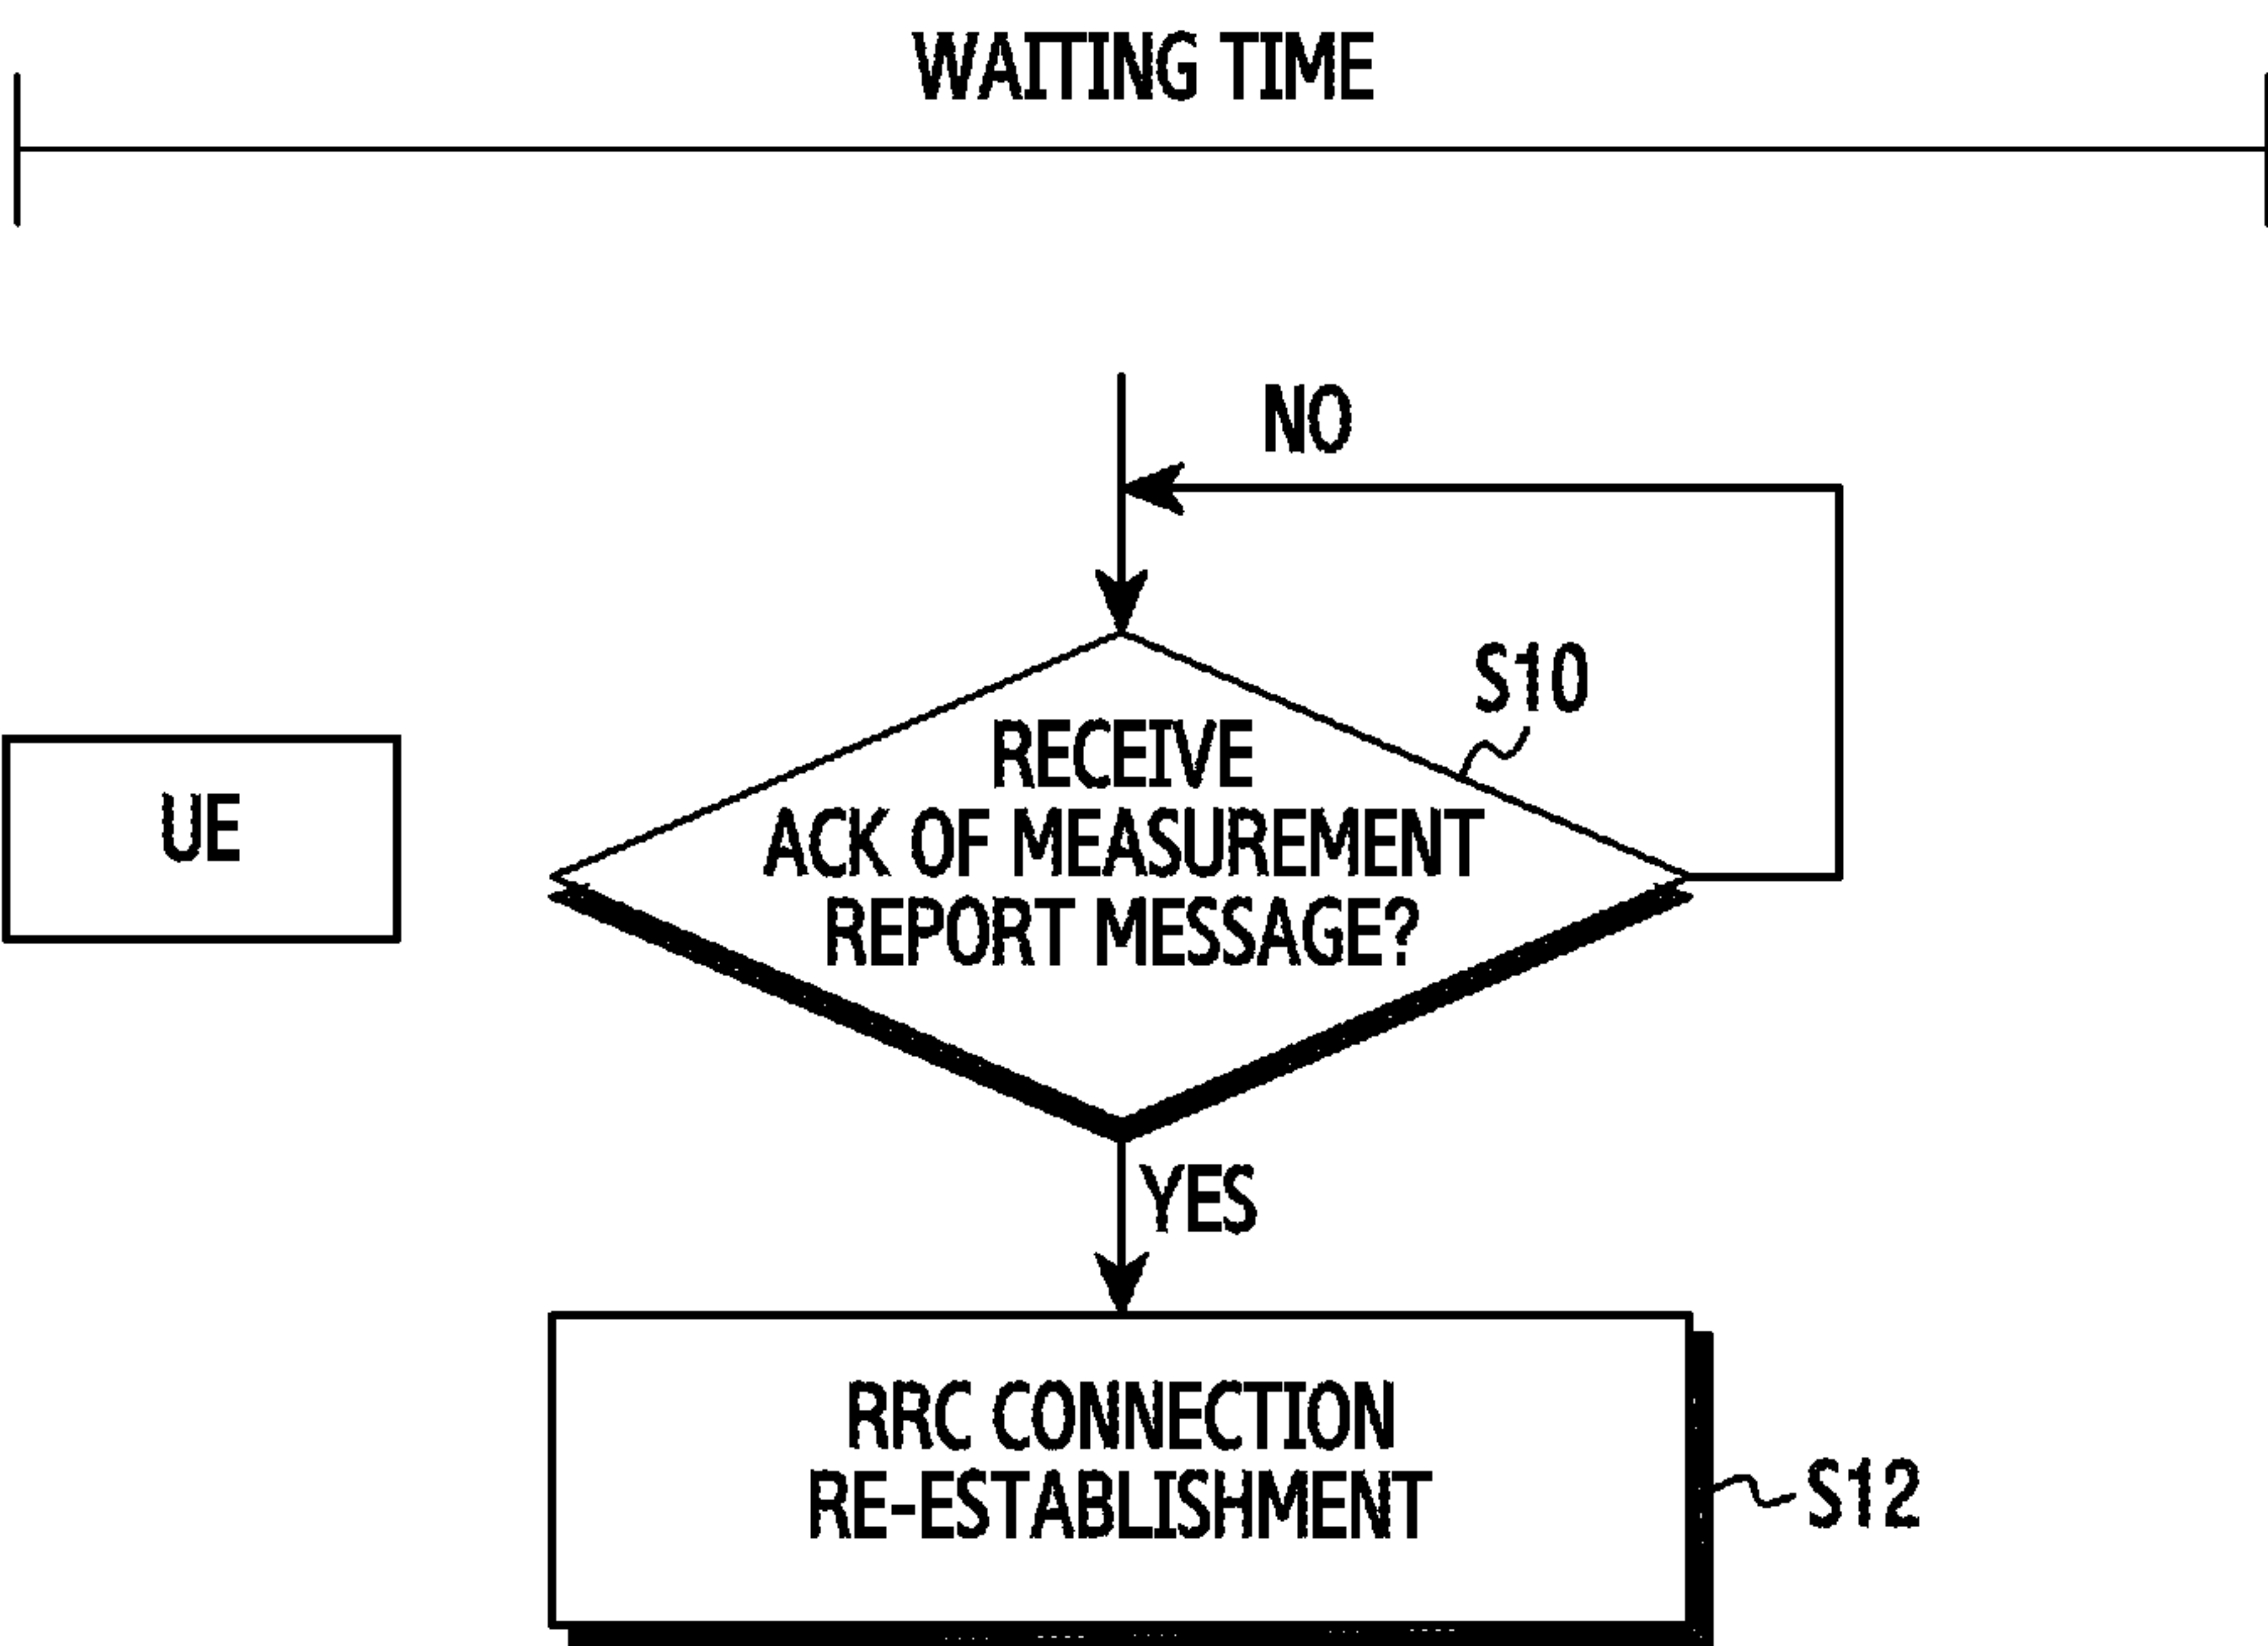 WAITING TIME
NO
S10
UE
RECEIVE
ACK OF MEASUREMENT
REPORT MESSAGE?
YES
RRC CONNECTION
RE-ESTABLISHMENT
S12